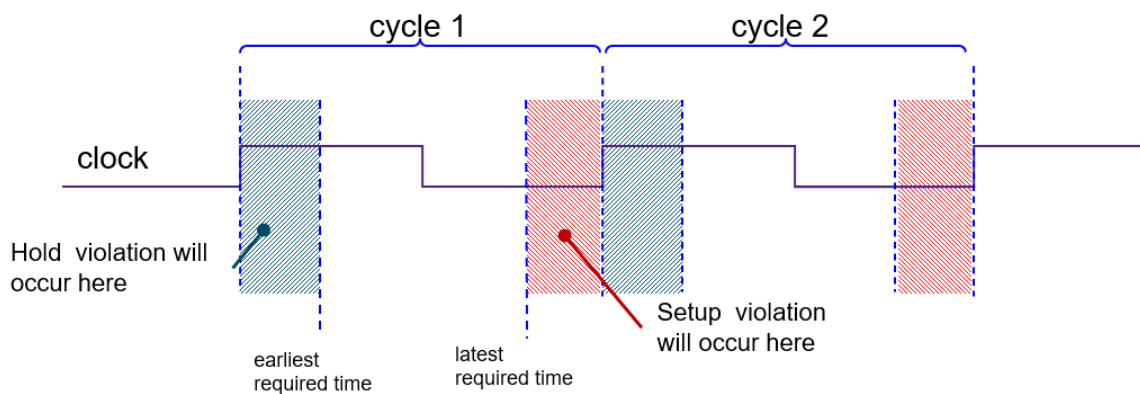 cycle 1
cycle 2
clock
Hold violation will
occur here
Setup violation
will occur here
earliest
required time
latest
required time